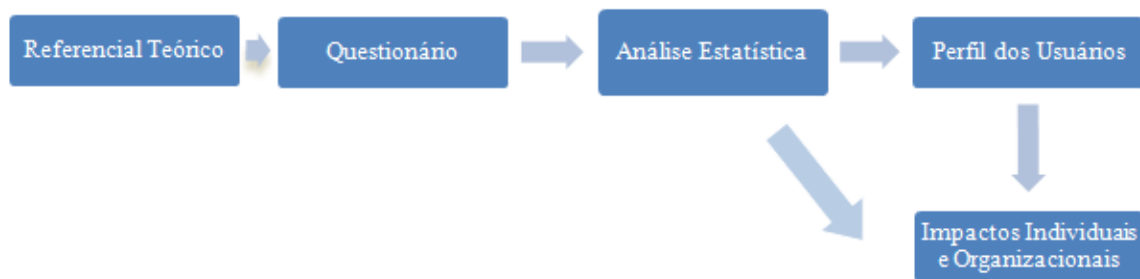 Referencial Teórico
Questionário
Análise Estatística
Perfil dos Usuários
Impactos Individuais
e Organizacionais